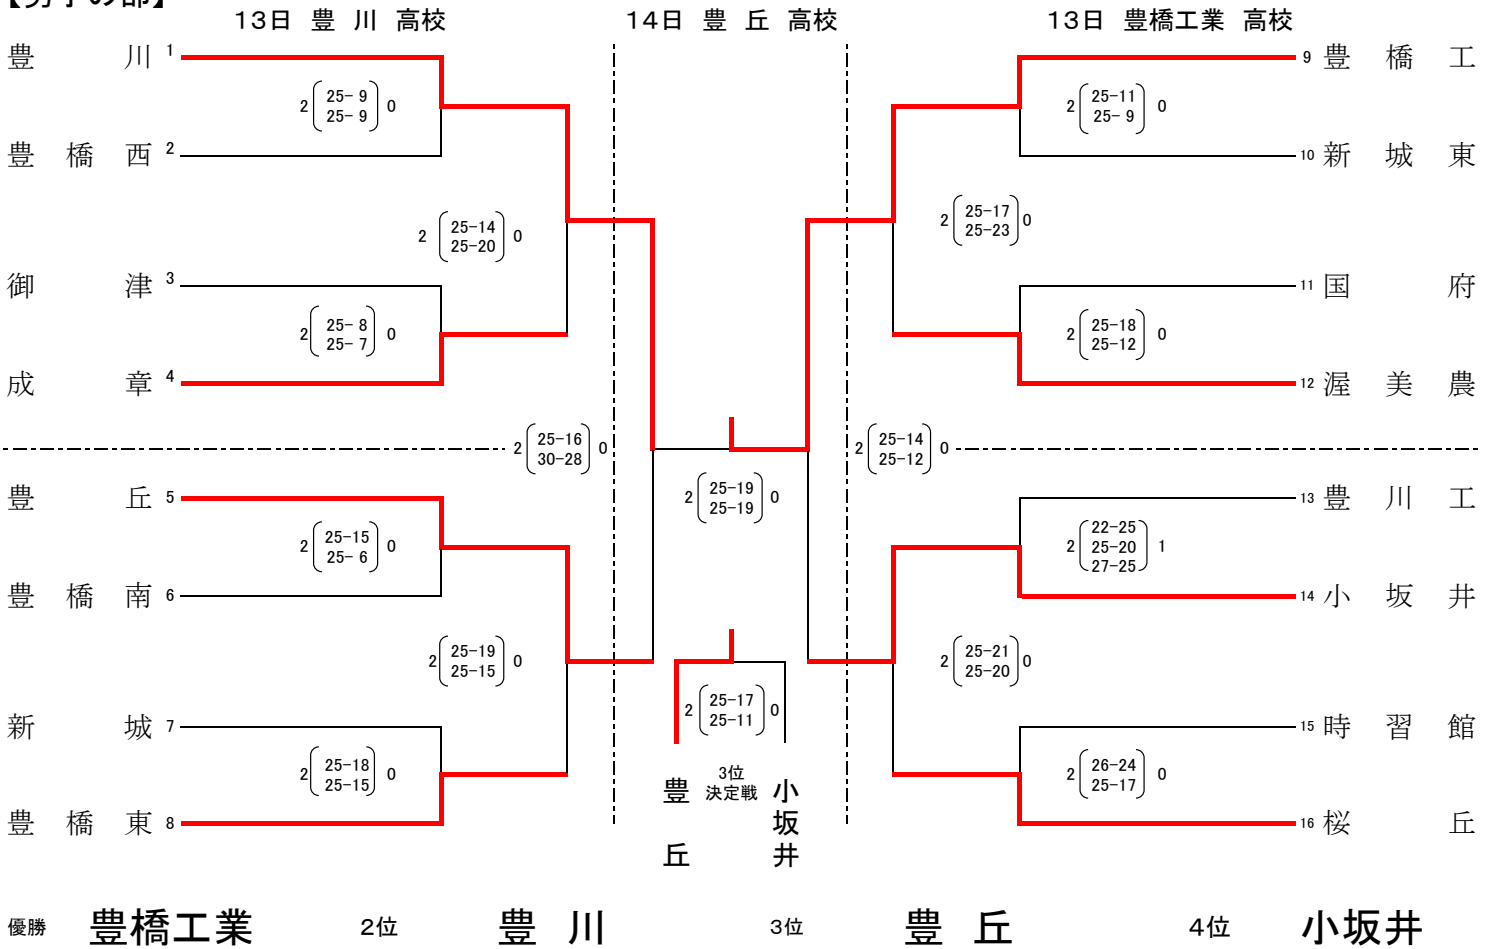 【男子の部】
13日 豊 川 高校
14日 豊 丘 高校
13日 豊橋工業 高校
豊 川 1
2 25- 9 0
25- 9
豊 橋 西 2
2 25-14 0
25-20
御 津 3
2 25- 8 0
25- 7
成 章 4
2 25-16 0
30-28
豊 丘 5
2 25-15 0
25- 6
豊 橋 南 6
2 25-19 0
25-15
新 城 7
2 25-18 0
25-15
豊 橋 東 8
2 25-19 0
25-19
2 25-17 0
25-11
3位
決定戦
豊 丘
小坂井
9 豊 橋 工
2 25-11 0
25- 9
10 新 城 東
2 25-17 0
25-23
11 国 府
2 25-18 0
25-12
12 渥 美 農
2 25-14 0
25-12
13 豊 川 工
22-25
2 25-20 1
27-25
14 小 坂 井
2 25-21 0
25-20
15 時 習 館
2 26-24 0
25-17
16 桜 丘
優勝 豊橋工業 2位 豊 川 3位 豊 丘 4位 小坂井